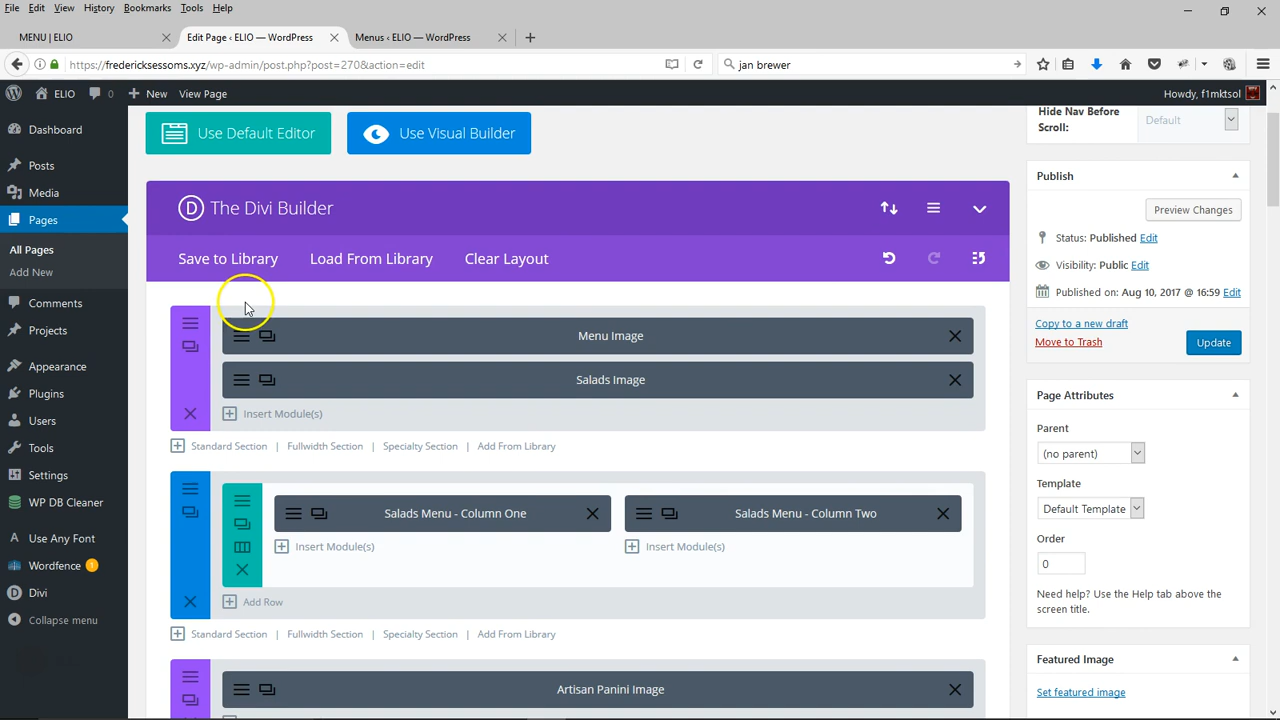 File Edit View History Bookmarks Tools Help
MENU | ELIO
Edit Page ‹ ELIO — WordPress
Menus ‹ ELIO — WordPress
https://fredericksessoms.xyz/wp-admin/post.php?post=270&action=edit
jan brewer
ELIO 0 New View Page
Howdy, f1mktsol
Dashboard
Posts
Media
Pages
All Pages
Add New
Comments
Projects
Appearance
Plugins
Users
Tools
Settings
WP DB Cleaner
Use Any Font
Wordfence 1
Divi
Collapse menu
Use Default Editor
Use Visual Builder
The Divi Builder
Save to Library Load From Library Clear Layout
Menu Image
Salads Image
Insert Module(s)
Standard Section | Fullwidth Section | Specialty Section | Add From Library
Salads Menu - Column One
Salads Menu - Column Two
Insert Module(s)
Insert Module(s)
Add Row
Standard Section | Fullwidth Section | Specialty Section | Add From Library
Artisan Panini Image
Hide Nav Before
Scroll:
Default
Publish
Preview Changes
Status: Published Edit
Visibility: Public Edit
Published on: Aug 10, 2017 @ 16:59 Edit
Copy to a new draft
Move to Trash
Update
Page Attributes
Parent
(no parent)
Template
Default Template
Order
0
Need help? Use the Help tab above the
screen title.
Featured Image
Set featured image